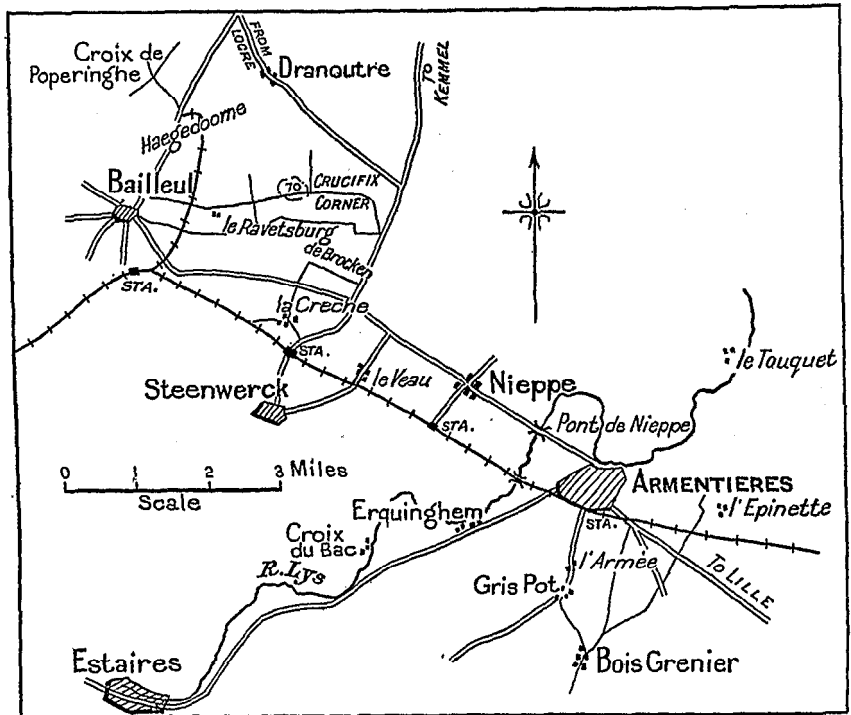 Croix de
Poperinghe
FROM
LOCRE
Dranoutre
TO
KEMMEL
Haegedoorne
Bailleul
70
CRUCIFIX
CORNER
le Ravetsburg
de Brocken
STA.
la Creche
STA.
Steenwerck
le Veau
Nieppe
le Touquet
STA.
Pont de Nieppe
0 1 2 3 Miles
Scale
ARMENTIERES
l'Epinette
Erquinghem
STA.
Croix
du Bac
l'Armée
R. Lys
Gris Pot
TO LILLE
Estaires
Bois Grenier